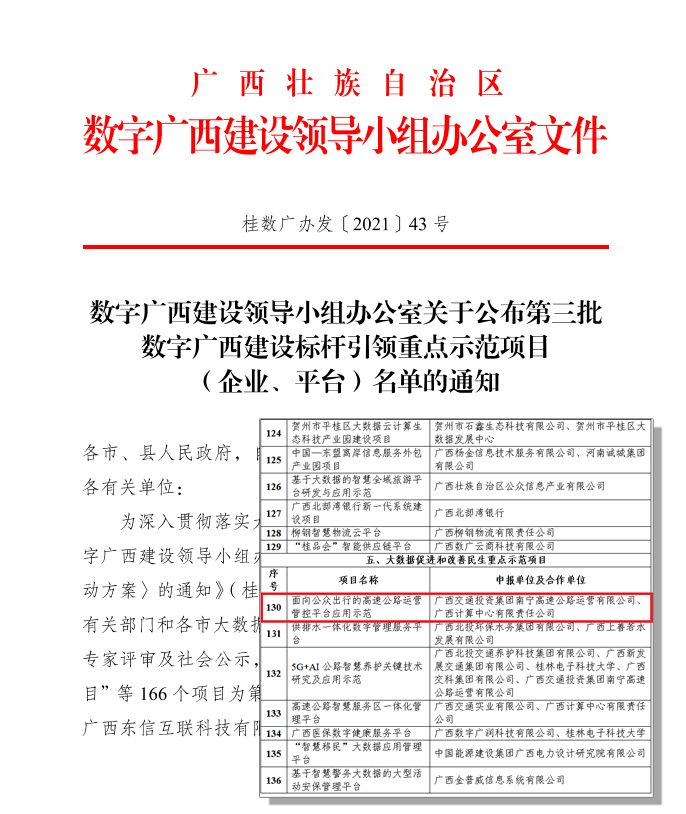 广西壮族自治区
数字广西建设领导小组办公室文件
桂数广办发〔2021〕43 号
数字广西建设领导小组办公室关于公布第三批
数字广西建设标杆引领重点示范项目
（企业、平台）名单的通知
各市、县人民政府，
各有关单位：
为深入贯彻落实
字广西建设领导小组
动方案〉的通知》（桂
有关部门和各市大数
专家评审及社会公示，
目”等 166 个项目为第
广西东信互联科技有
124 贺州市平桂区大数据云计算生 贺州市石鑫生态科技有限公司、贺州市平桂区大
态科技产业园建设项目 数据发展中心
125 中国—东盟离岸信息服务外包 广西杨金信息技术服务有限公司、河南诚城集团
产业园项目 有限公司
126 基于大数据的智慧全域旅游平 广西壮族自治区公众信息产业有限公司
台研发与应用示范
127 广西北部湾银行新一代系统建 广西北部湾银行
设项目
128 柳钢智慧物流云平台 广西柳钢物流有限责任公司
129 “桂品会”智能供应链平台 广西数广云商科技有限公司
五、大数据促进和改善民生重点示范项目
序号 项目名称 申报单位及合作单位
130 面向公众出行的高速公路运营 广西交通投资集团南宁高速公路运营有限公司、
管控平台应用示范 广西计算中心有限责任公司
131 供排水一体化数字管理服务平 广西北投环保水务集团有限公司、广西上善若水
台 发展有限公司
132 5G+AI 公路智慧养护关键技术 广西北投交通养护科技集团有限公司、广西新发
研究及应用示范 展交通集团有限公司、桂林电子科技大学、广西
交科集团有限公司、广西交通投资集团南宁高速
公路运营有限公司
133 高速公路智慧服务区一体化管 广西交通实业有限公司、广西计算中心有限责任
理平台 公司
134 广西医保数字健康服务平台 广西数字广润科技有限公司、桂林电子科技大学
135 “智慧移民”大数据应用管理 中国能源建设集团广西电力设计研究院有限公司
平台
136 基于智慧警务大数据的大型活 广西金普威信息系统有限公司
动安保管理平台